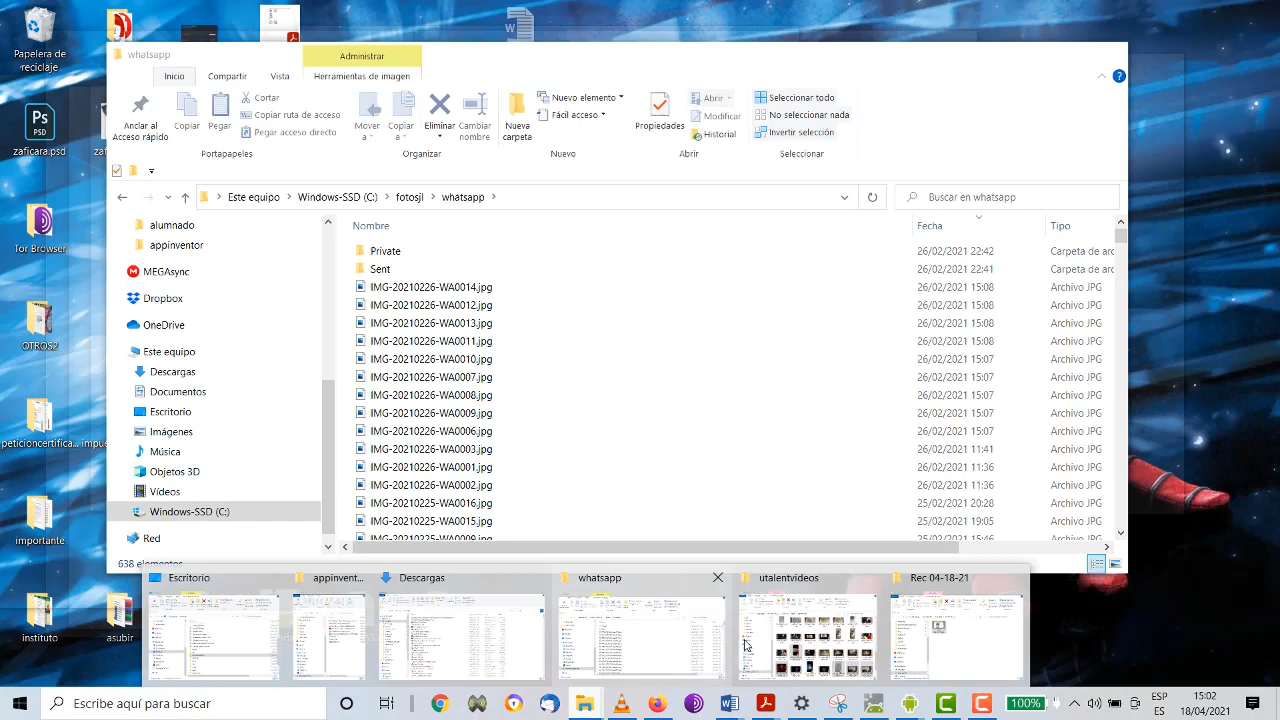 Papelera de
reciclaje
zaficara.psd
Tor Browser
OTROS2
peticioncertifica...
importante
instituto
asubir
whatsapp
Administrar
Inicio
Compartir
Vista
Herramientas de imagen
Anclar al
Acceso rápido
Copiar
Pegar
Cortar
Copiar ruta de acceso
Pegar acceso directo
Portapapeles
Mover
a
Copiar
a
Eliminar
Cambiar
nombre
Organizar
Nueva
carpeta
Nuevo elemento
Fácil acceso
Nuevo
Propiedades
Abrir
Modificar
Historial
Abrir
Seleccionar todo
No seleccionar nada
Invertir selección
Seleccionar
Este equipo > Windows-SSD (C:) > fotosjl > whatsapp >
Buscar en whatsapp
alumnado
appinventor
MEGAsync
Dropbox
OneDrive
Este equipo
Descargas
Documentos
Escritorio
Imágenes
Música
Objetos 3D
Vídeos
Windows-SSD (C:)
Red
Nombre Fecha Tipo
Private 26/02/2021 22:42 Carpeta de arc
Sent 26/02/2021 22:41 Carpeta de arc
IMG-20210226-WA0014.jpg 26/02/2021 15:08 Archivo JPG
IMG-20210226-WA0012.jpg 26/02/2021 15:08 Archivo JPG
IMG-20210226-WA0013.jpg 26/02/2021 15:08 Archivo JPG
IMG-20210226-WA0011.jpg 26/02/2021 15:08 Archivo JPG
IMG-20210226-WA0010.jpg 26/02/2021 15:07 Archivo JPG
IMG-20210226-WA0007.jpg 26/02/2021 15:07 Archivo JPG
IMG-20210226-WA0008.jpg 26/02/2021 15:07 Archivo JPG
IMG-20210226-WA0009.jpg 26/02/2021 15:07 Archivo JPG
IMG-20210226-WA0006.jpg 26/02/2021 15:07 Archivo JPG
IMG-20210226-WA0003.jpg 26/02/2021 11:41 Archivo JPG
IMG-20210226-WA0001.jpg 26/02/2021 11:36 Archivo JPG
IMG-20210226-WA0002.jpg 26/02/2021 11:36 Archivo JPG
IMG-20210225-WA0016.jpg 25/02/2021 20:28 Archivo JPG
IMG-20210225-WA0015.jpg 25/02/2021 19:05 Archivo JPG
IMG-20210225-WA0009.jpg 25/02/2021 15:46 Archivo JPG
638 elementos
Escritorio
appinvent...
Descargas
whatsapp
utalentvideos
Rec 04-18-21
Escribe aquí para buscar
100%
ESP
ES
15:02
18/04/2021